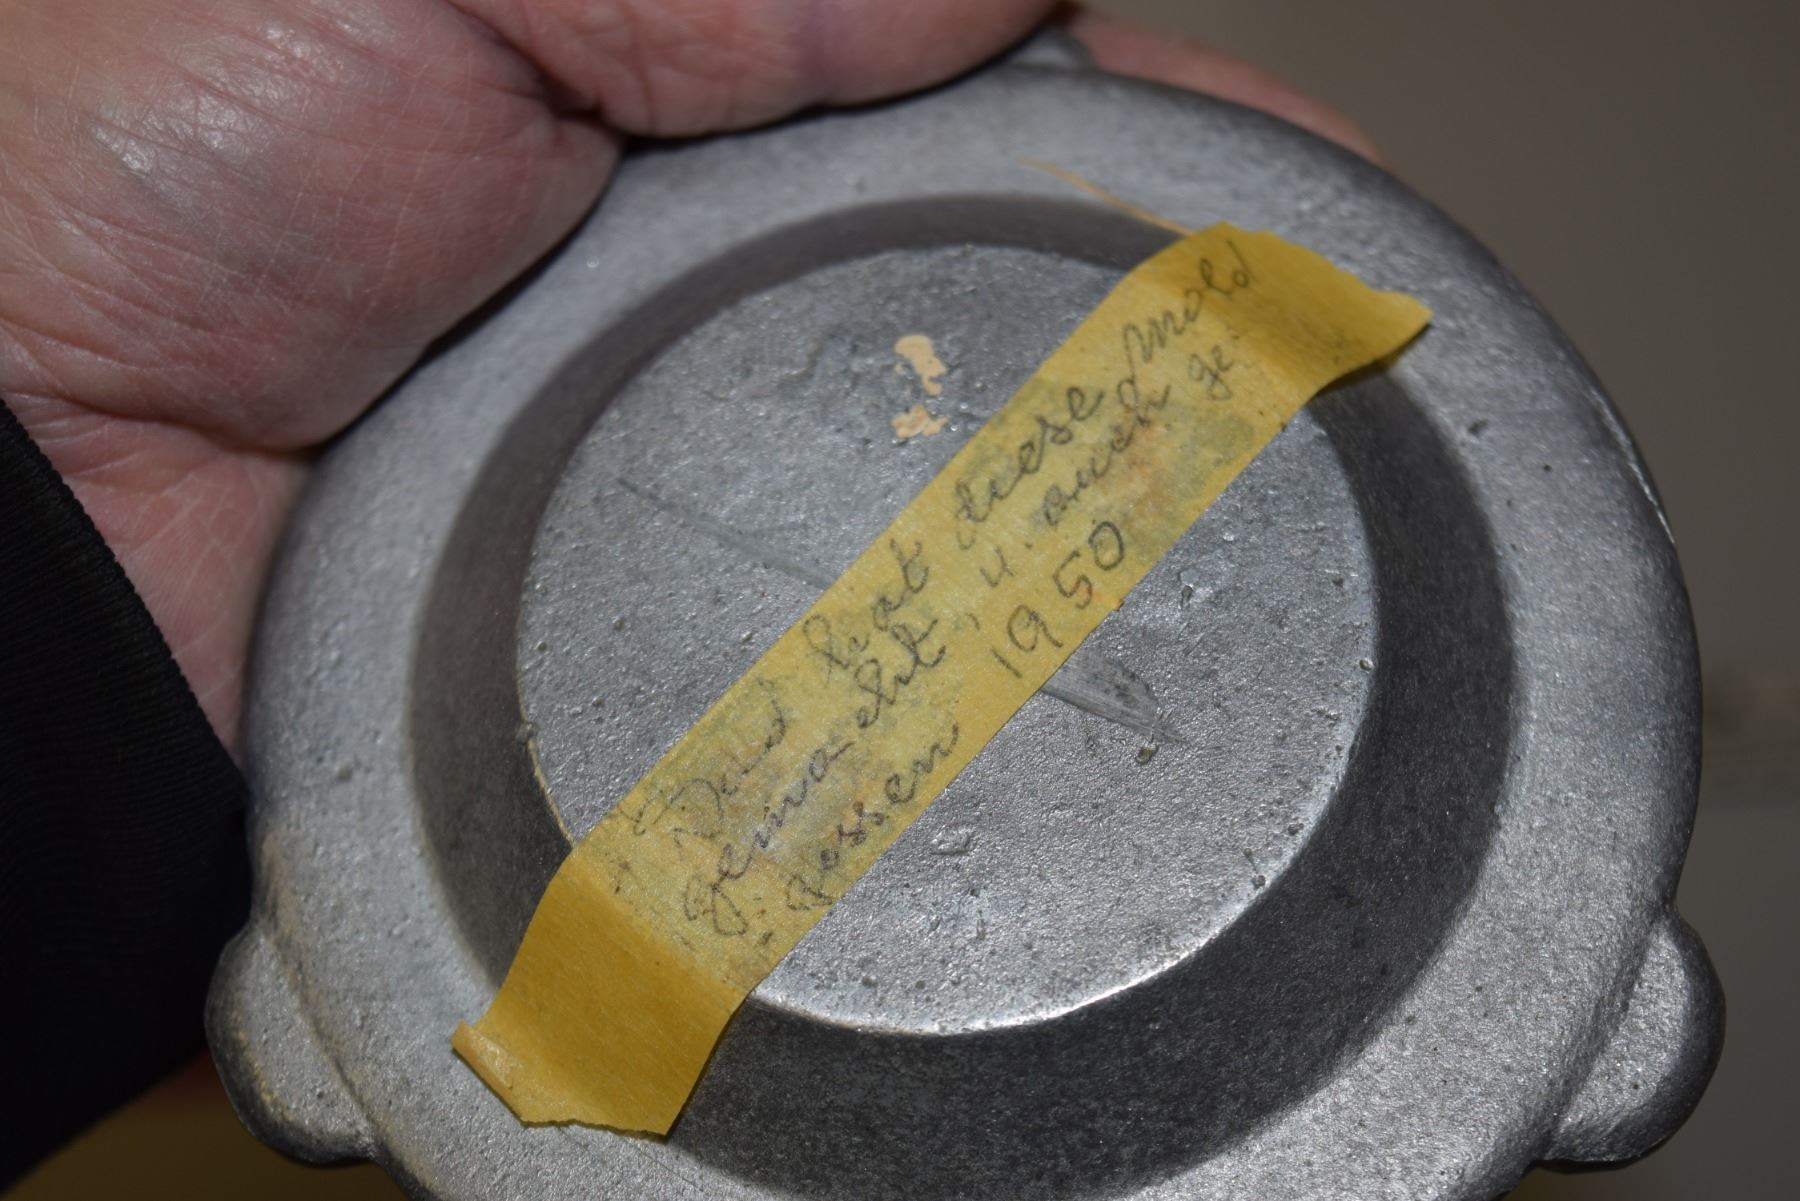 Dad hat diese Mold
gemacht, u. auch ge-
gossen 1950